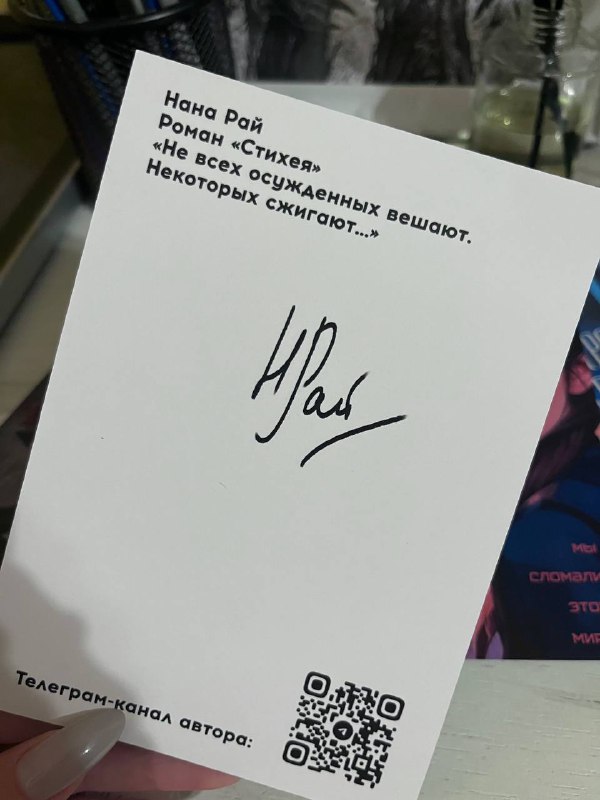 Нана Рай
Роман «Стихея»
«Не всех осужденных вешают.
Некоторых сжигают...»
НРай
Телеграм-канал автора:
мы
сломали
это
мир